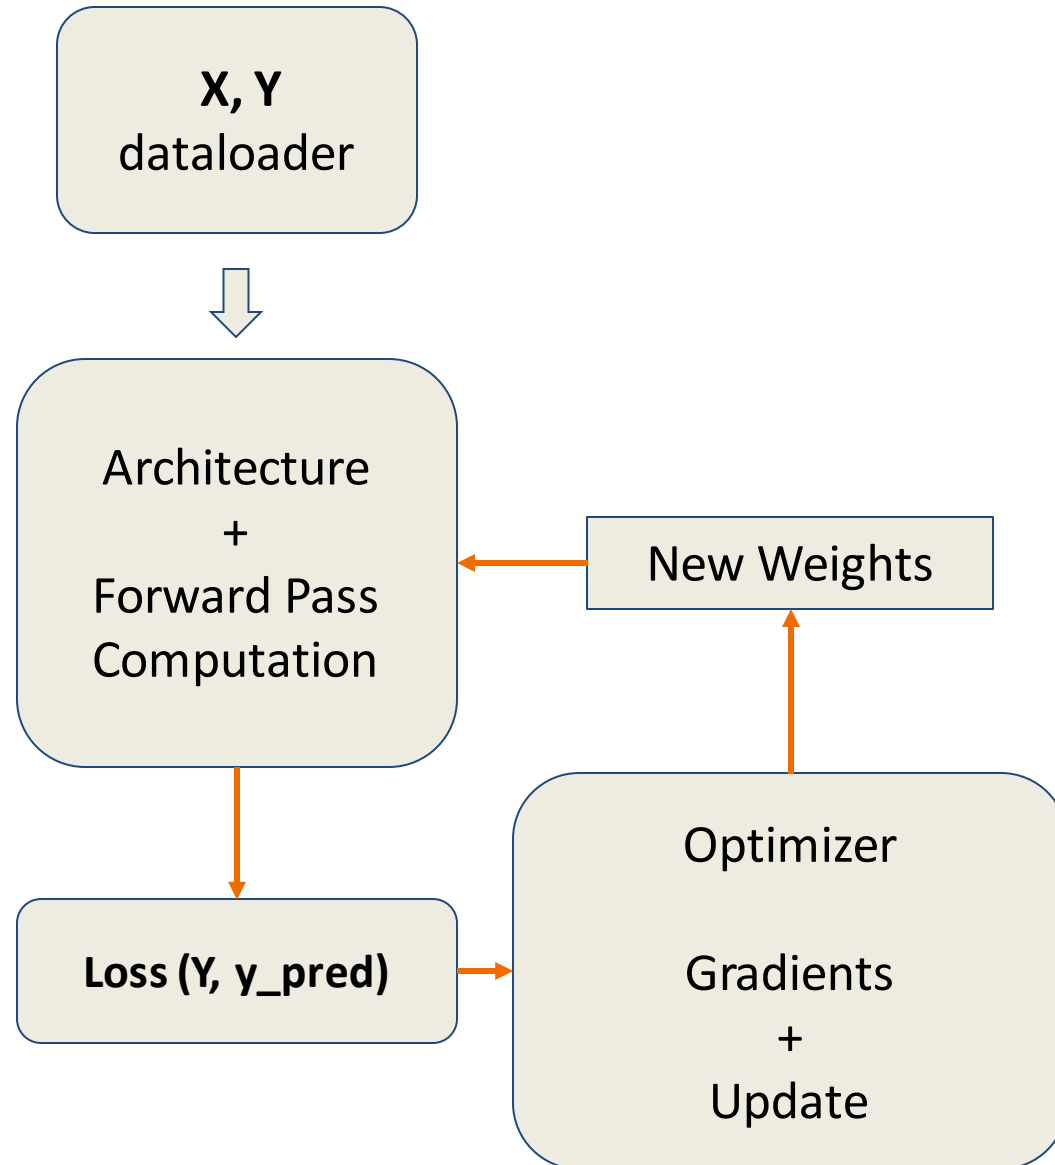 X, Y
dataloader
Architecture
+
Forward Pass
Computation
New Weights
Loss (Y, y_pred)
Optimizer
Gradients
+
Update